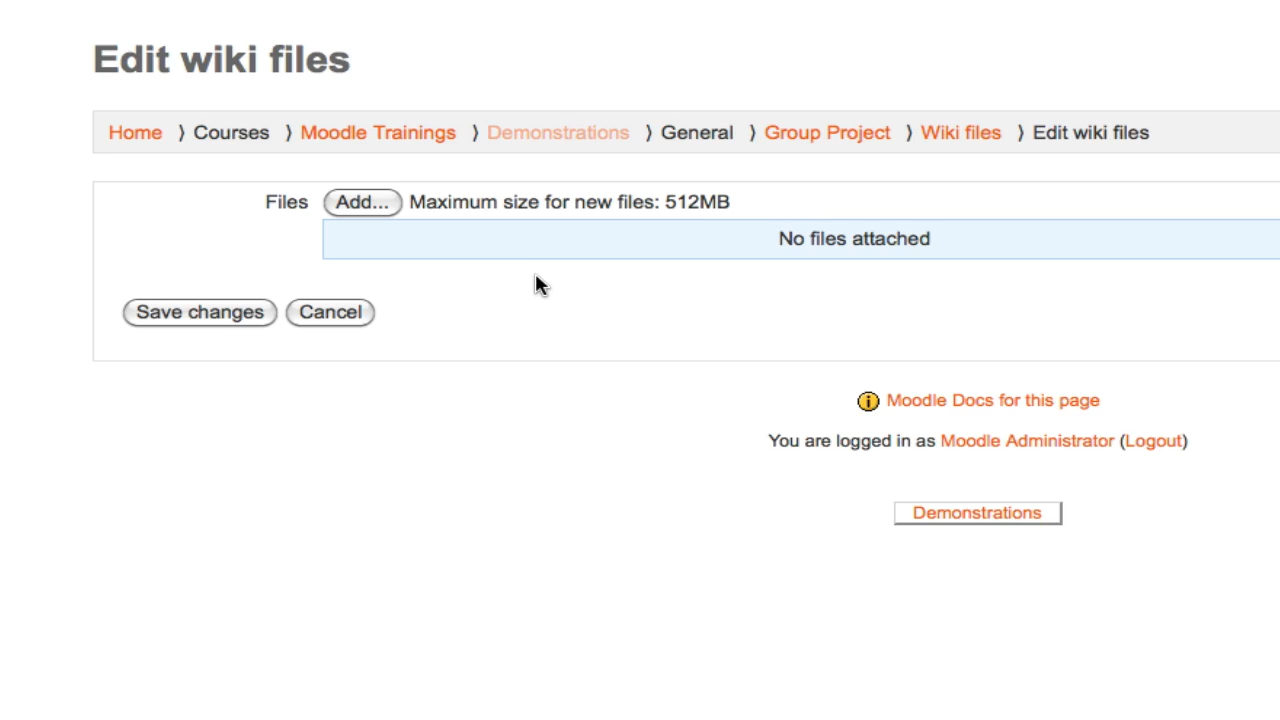 Edit wiki files
Home ⟩ Courses ⟩ Moodle Trainings ⟩ Demonstrations ⟩ General ⟩ Group Project ⟩ Wiki files ⟩ Edit wiki files
Files Add... Maximum size for new files: 512MB
No files attached
Save changes Cancel
Moodle Docs for this page
You are logged in as Moodle Administrator (Logout)
Demonstrations